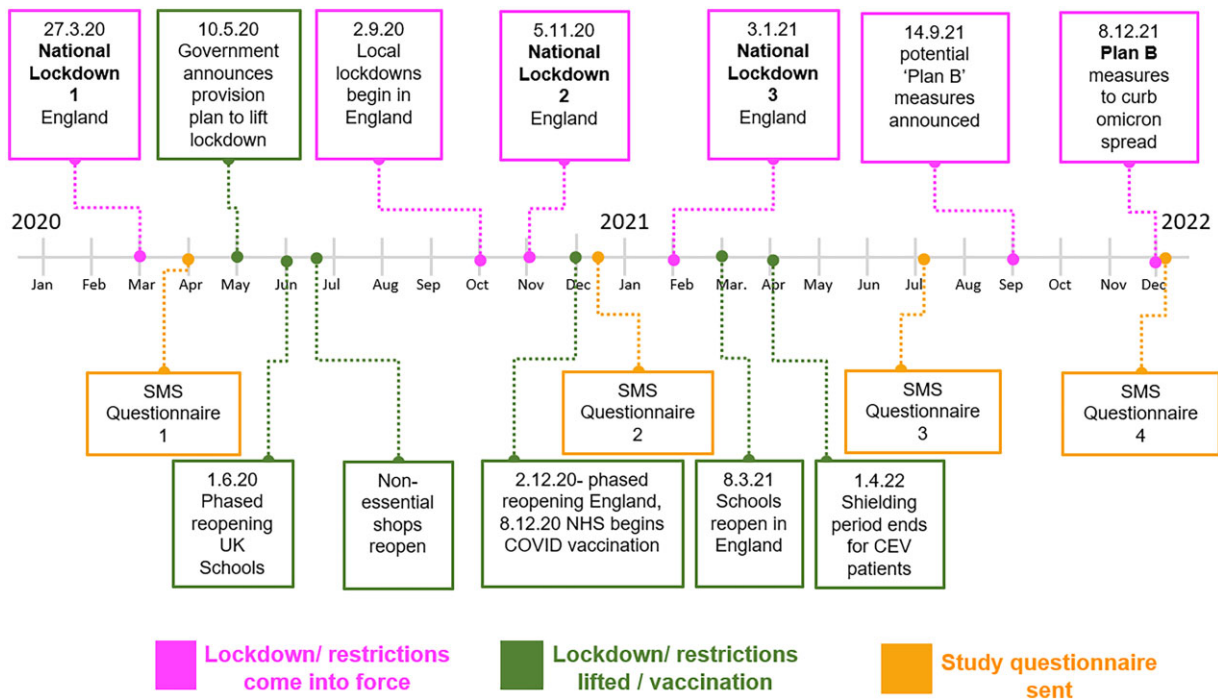 27.3.20
National
Lockdown
1
England
10.5.20
Government
announces
provision
plan to lift
lockdown
2.9.20
Local
lockdowns
begin in
England
5.11.20
National
Lockdown
2
England
3.1.21
National
Lockdown
3
England
14.9.21
potential
‘Plan B’
measures
announced
8.12.21
Plan B
measures
to curb
omicron
spread
2020
2021
2022
Jan Feb Mar Apr May Jun Jul Aug Sep Oct Nov Dec Jan Feb Mar. Apr May Jun Jul Aug Sep Oct Nov Dec
SMS
Questionnaire
1
SMS
Questionnaire
2
SMS
Questionnaire
3
SMS
Questionnaire
4
1.6.20
Phased
reopening
UK
Schools
Non-
essential
shops
reopen
2.12.20- phased
reopening England,
8.12.20 NHS begins
COVID vaccination
8.3.21
Schools
reopen in
England
1.4.22
Shielding
period ends
for CEV
patients
Lockdown/ restrictions
come into force
Lockdown/ restrictions
lifted / vaccination
Study questionnaire
sent